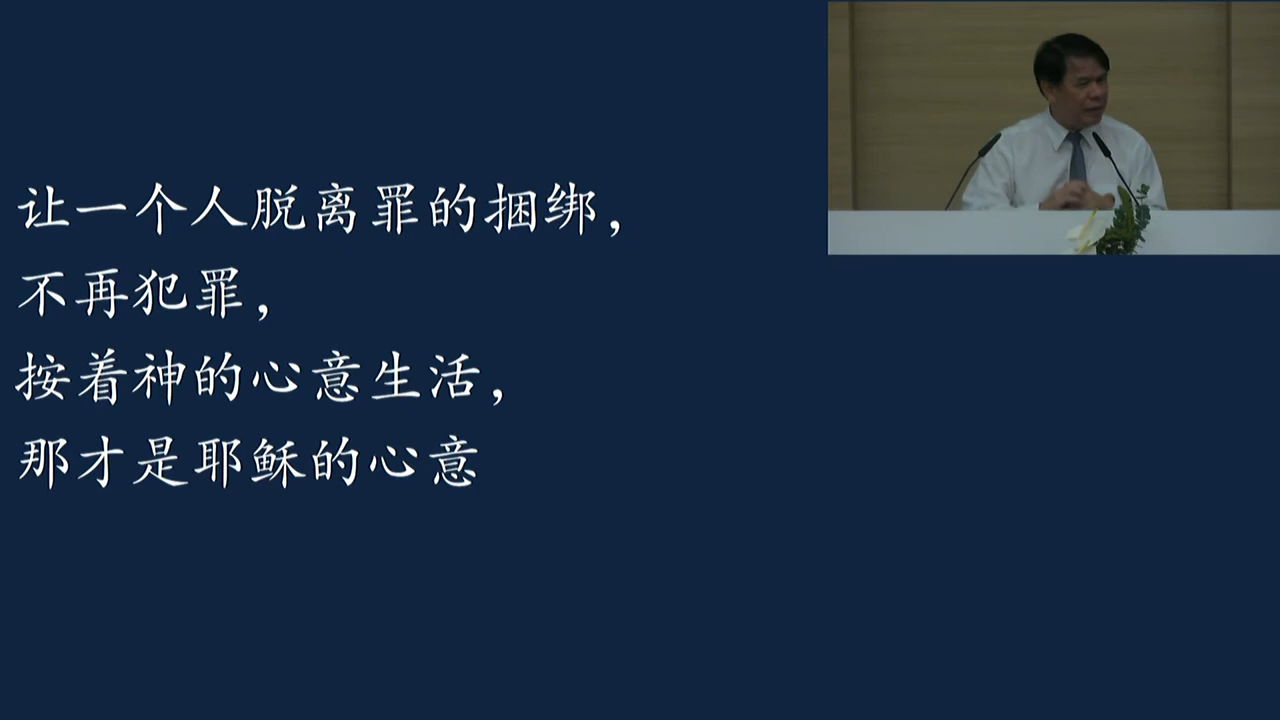 让一个人脱离罪的捆绑，
不再犯罪，
按着神的心意生活，
那才是耶稣的心意